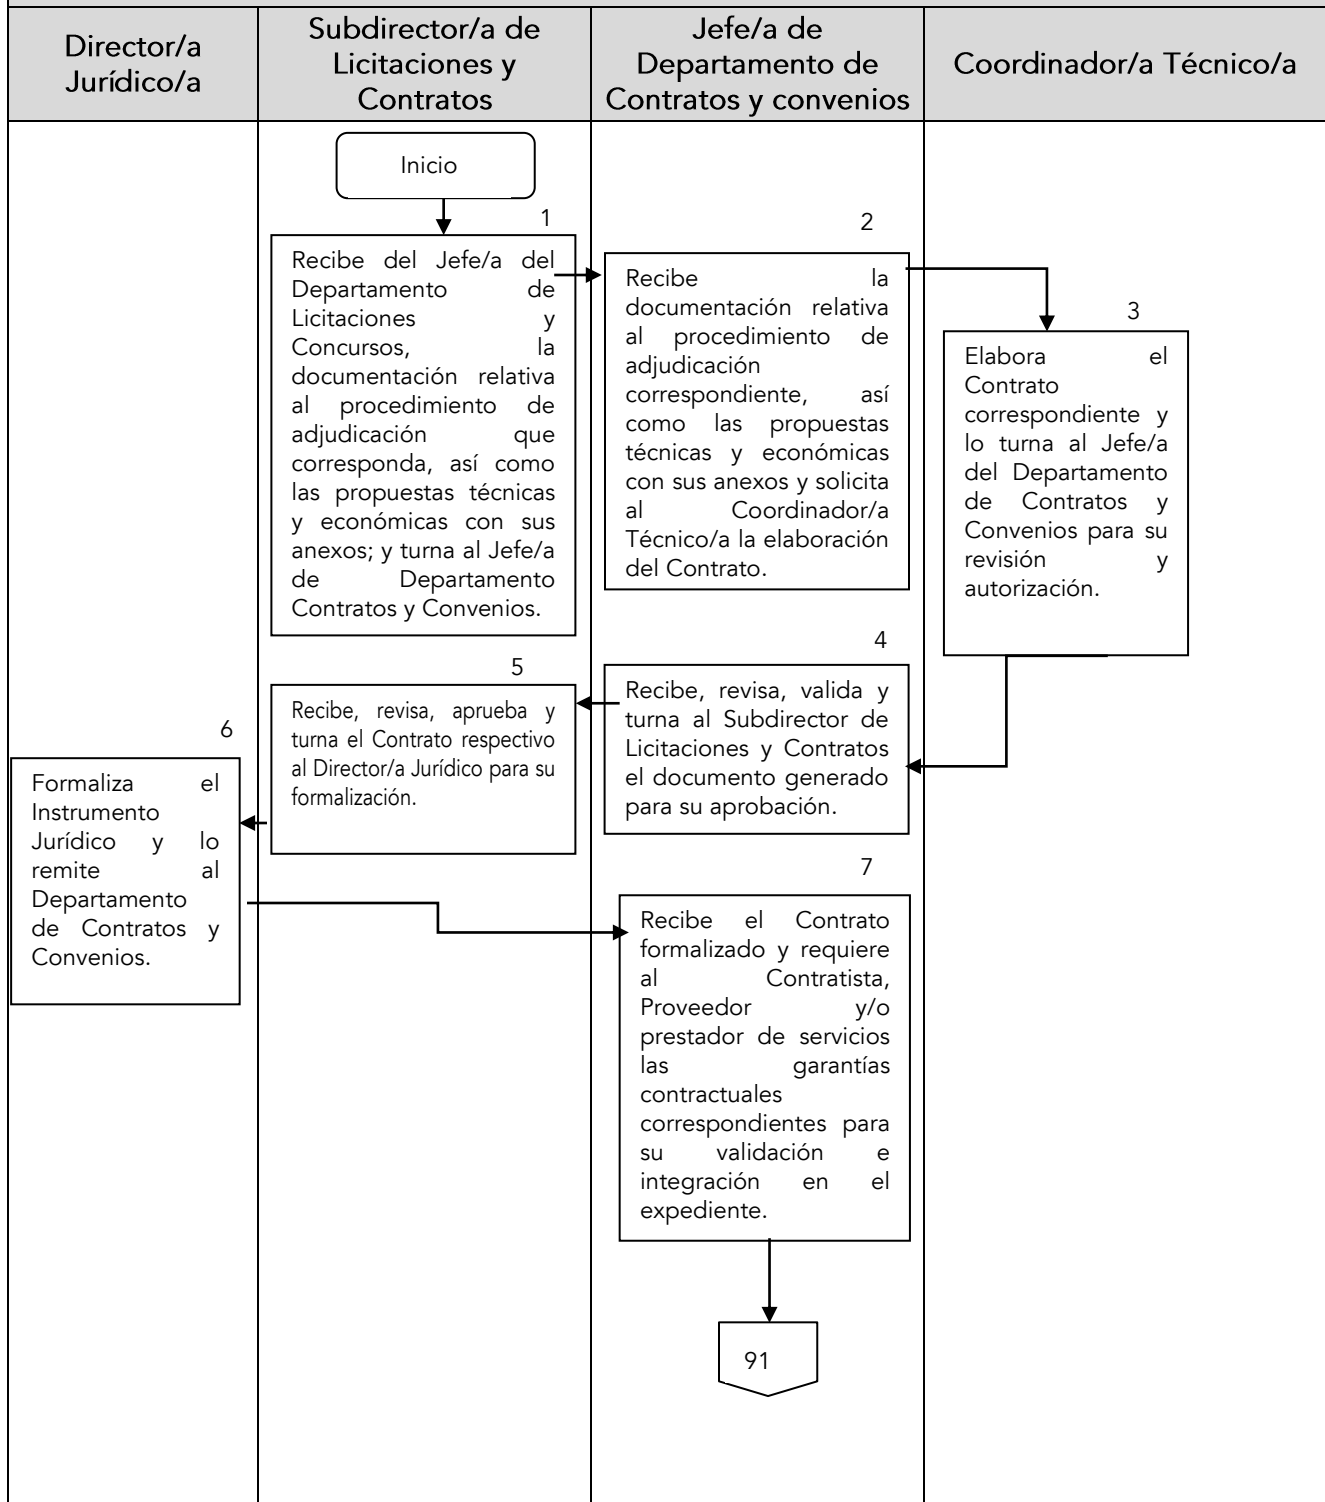 Director/a
Jurídico/a
Subdirector/a de
Licitaciones y
Contratos
Jefe/a de
Departamento de
Contratos y convenios
Coordinador/a Técnico/a
Inicio
1
Recibe del Jefe/a del
Departamento de
Licitaciones y
Concursos, la
documentación relativa
al procedimiento de
adjudicación que
corresponda, así como
las propuestas técnicas
y económicas con sus
anexos; y turna al Jefe/a
de Departamento
Contratos y Convenios.
2
Recibe la
documentación relativa
al procedimiento de
adjudicación
correspondiente, así
como las propuestas
técnicas y económicas
con sus anexos y solicita
al Coordinador/a
Técnico/a la elaboración
del Contrato.
3
Elabora el
Contrato
correspondiente y
lo turna al Jefe/a
del Departamento
de Contratos y
Convenios para su
revisión y
autorización.
4
Recibe, revisa, valida y
turna al Subdirector de
Licitaciones y Contratos
el documento generado
para su aprobación.
5
Recibe, revisa, aprueba y
turna el Contrato respectivo
al Director/a Jurídico para su
formalización.
6
Formaliza el
Instrumento
Jurídico y lo
remite al
Departamento
de Contratos y
Convenios.
7
Recibe el Contrato
formalizado y requiere
al Contratista,
Proveedor y/o
prestador de servicios
las garantías
contractuales
correspondientes para
su validación e
integración en el
expediente.
91